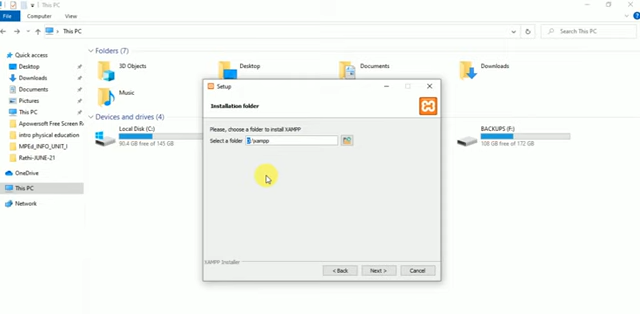 This PC
File
Computer
View
This PC
Search This PC
Quick access
Desktop
Downloads
Documents
Pictures
This PC
Apowersoft Free Screen R
intro physical education
MPEd_INFO_UNIT_I
Rathi-JUNE-21
OneDrive
This PC
Network
Folders (7)
3D Objects
Desktop
Documents
Downloads
Music
Devices and drives (4)
Local Disk (C:)
90.4 GB free of 145 GB
BACKUPS (F:)
108 GB free of 172 GB
Setup
Installation folder
Please, choose a folder to install XAMPP
Select a folder
\xampp
XAMPP Installer
< Back
Next >
Cancel